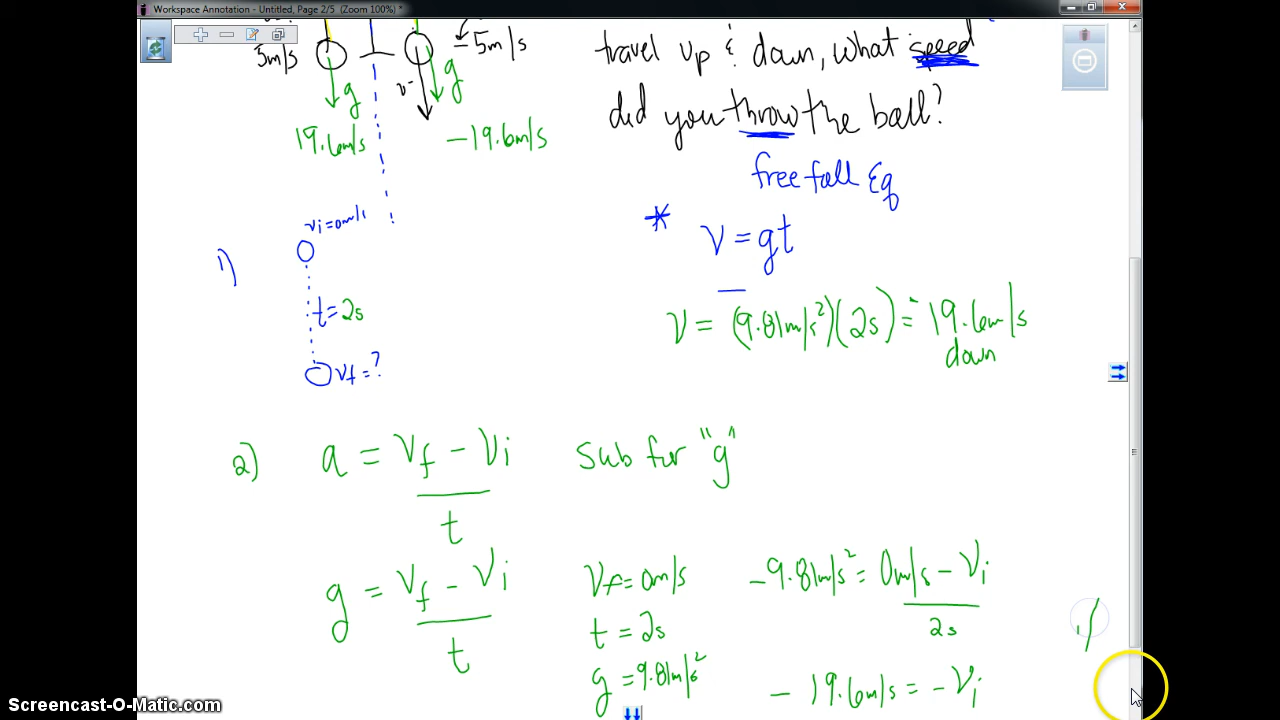 Workspace Annotation - Untitled, Page 2/5 (Zoom 100%) *
5m/s
-5m/s
g
g
v-
19.6m/s
-19.6m/s
travel up & down, what speed
did you throw the ball?
free fall Eq
* v = gt
v = (9.81m/s²)(2s) = -19.6m/s
down
1)
vi=0m/s
t=2s
vf=?
2) a = vf - vi
t
sub for "g"
g = vf - vi
t
vf=0m/s
t = 2s
g = 9.81m/s²
-9.81m/s² = 0m/s - vi
2s
- 19.6m/s = - vi
Screencast-O-Matic.com